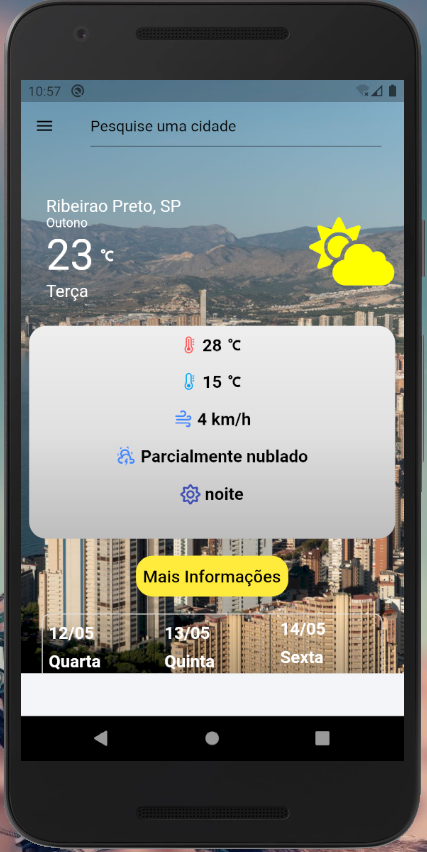 10:57
Pesquise uma cidade
Ribeirao Preto, SP
Outono
23 °C
Terça
28 °C
15 °C
4 km/h
Parcialmente nublado
noite
Mais Informações
12/05 13/05 14/05
Quarta Quinta Sexta